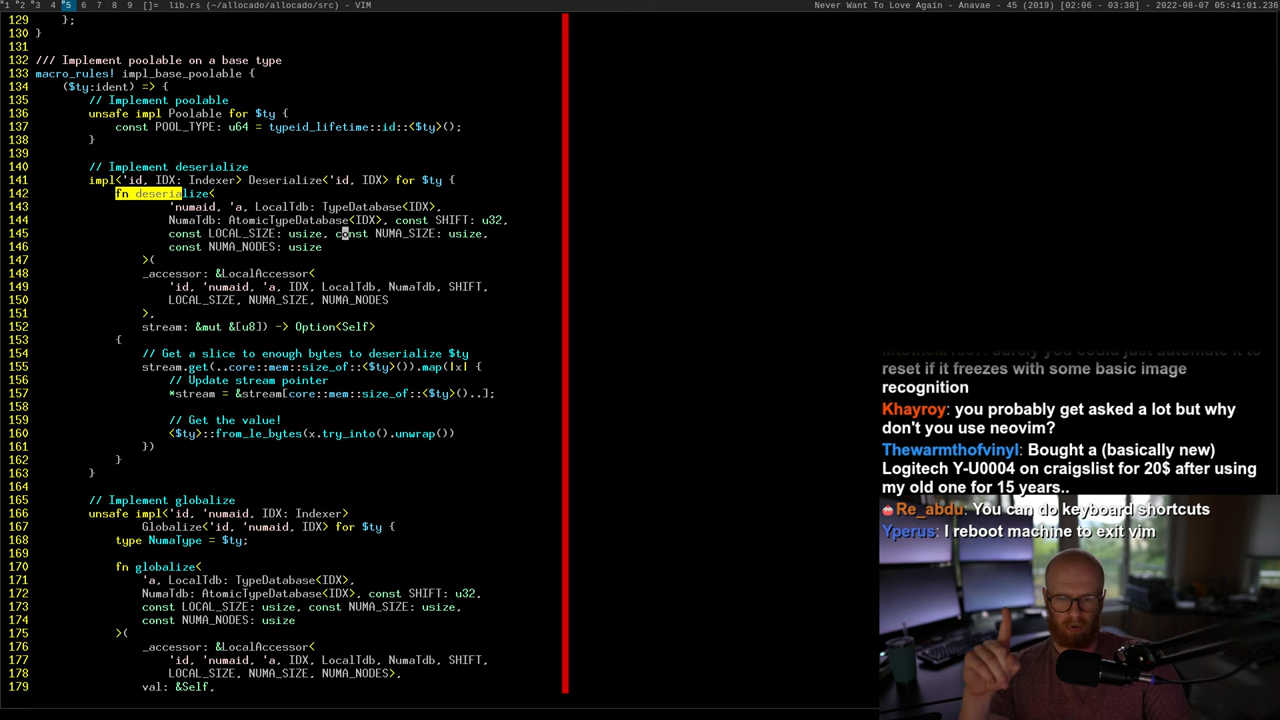 1 2 3 4 5 6 7 8 9 []= lib.rs (~/allocado/allocado/src) - VIM Never Want To Love Again - Anavae - 45 (2019) [02:06 - 03:38] - 2022-08-07 05:41:01.236
129 };
130 }
131
132 /// Implement poolable on a base type
133 macro_rules! impl_base_poolable {
134 ($ty:ident) => {
135 // Implement poolable
136 unsafe impl Poolable for $ty {
137 const POOL_TYPE: u64 = typeid_lifetime::id::<$ty>();
138 }
139
140 // Implement deserialize
141 impl<'id, IDX: Indexer> Deserialize<'id, IDX> for $ty {
142 fn deserialize<
143 'numaid, 'a, LocalTdb: TypeDatabase<IDX>,
144 NumaTdb: AtomicTypeDatabase<IDX>, const SHIFT: u32,
145 const LOCAL_SIZE: usize, const NUMA_SIZE: usize,
146 const NUMA_NODES: usize
147 >(
148 _accessor: &LocalAccessor<
149 'id, 'numaid, 'a, IDX, LocalTdb, NumaTdb, SHIFT,
150 LOCAL_SIZE, NUMA_SIZE, NUMA_NODES
151 >,
152 stream: &mut &[u8]) -> Option<Self>
153 {
154 // Get a slice to enough bytes to deserialize $ty
155 stream.get(..core::mem::size_of::<$ty>()).map(|x| {
156 // Update stream pointer
157 *stream = &stream[core::mem::size_of::<$ty>()..];
158
159 // Get the value!
160 <$ty>::from_le_bytes(x.try_into().unwrap())
161 })
162 }
163 }
164
165 // Implement globalize
166 unsafe impl<'id, 'numaid, IDX: Indexer>
167 Globalize<'id, 'numaid, IDX> for $ty {
168 type NumaType = $ty;
169
170 fn globalize<
171 'a, LocalTdb: TypeDatabase<IDX>,
172 NumaTdb: AtomicTypeDatabase<IDX>, const SHIFT: u32,
173 const LOCAL_SIZE: usize, const NUMA_SIZE: usize,
174 const NUMA_NODES: usize
175 >(
176 _accessor: &LocalAccessor<
177 'id, 'numaid, 'a, IDX, LocalTdb, NumaTdb, SHIFT,
178 LOCAL_SIZE, NUMA_SIZE, NUMA_NODES>,
179 val: &Self,
surely you could just automate it to
reset if it freezes with some basic image
recognition
Khayroy: you probably get asked a lot but why
don't you use neovim?
Thewarmthofvinyl: Bought a (basically new)
Logitech Y-U0004 on craigslist for 20$ after using
my old one for 15 years..
Re_abdu: You can do keyboard shortcuts
Yperus: I reboot machine to exit vim